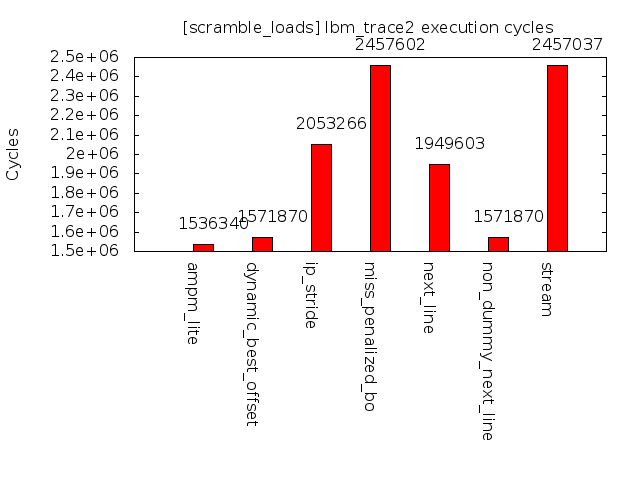 [scramble_loads] lbm_trace2 execution cycles
2457602
2457037
2.5e+06
2.4e+06
2.3e+06
2.2e+06
2.1e+06
2e+06
1.9e+06
1.8e+06
1.7e+06
1.6e+06
1.5e+06
Cycles
2053266
1949603
1536340
1571870
1571870
ampm_lite
dynamic_best_offset
ip_stride
miss_penalized_bo
next_line
non_dummy_next_line
stream